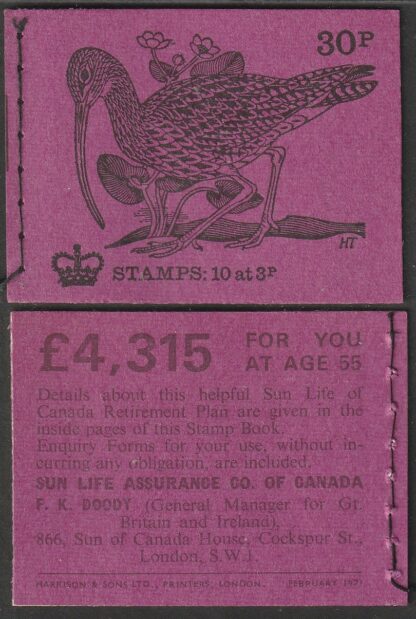 30P
HT
STAMPS: 10 at 3P
£4,315 FOR YOU
AT AGE 55
Details about this helpful Sun Life of
Canada Retirement Plan are given in the
inside pages of this Stamp Book.
Enquiry Forms for your use, without in-
curring any obligation, are included.
SUN LIFE ASSURANCE CO. OF CANADA
F. K. DOODY (General Manager for Gt.
Britain and Ireland),
866, Sun of Canada House, Cockspur St.,
London, S.W.1.
HARRISON & SONS LTD., PRINTERS, LONDON. FEBRUARY 1971